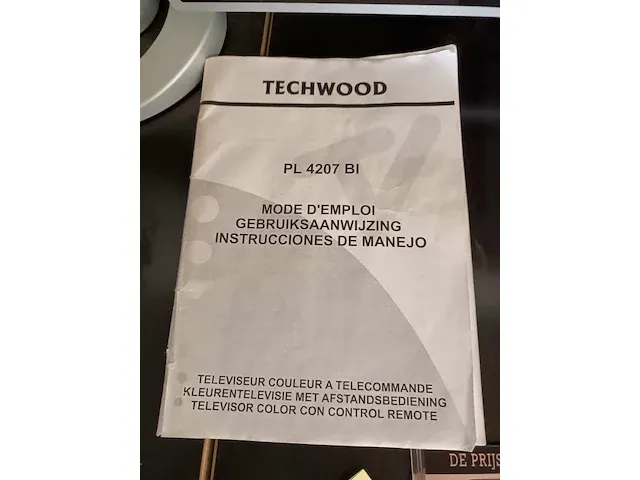 TECHWOOD
PL 4207 BI
MODE D'EMPLOI
GEBRUIKSAANWIJZING
INSTRUCCIONES DE MANEJO
TELEVISEUR COULEUR A TELECOMMANDE
KLEURENTELEVISIE MET AFSTANDSBEDIENING
TELEVISOR COLOR CON CONTROL REMOTE
DE PRIJS